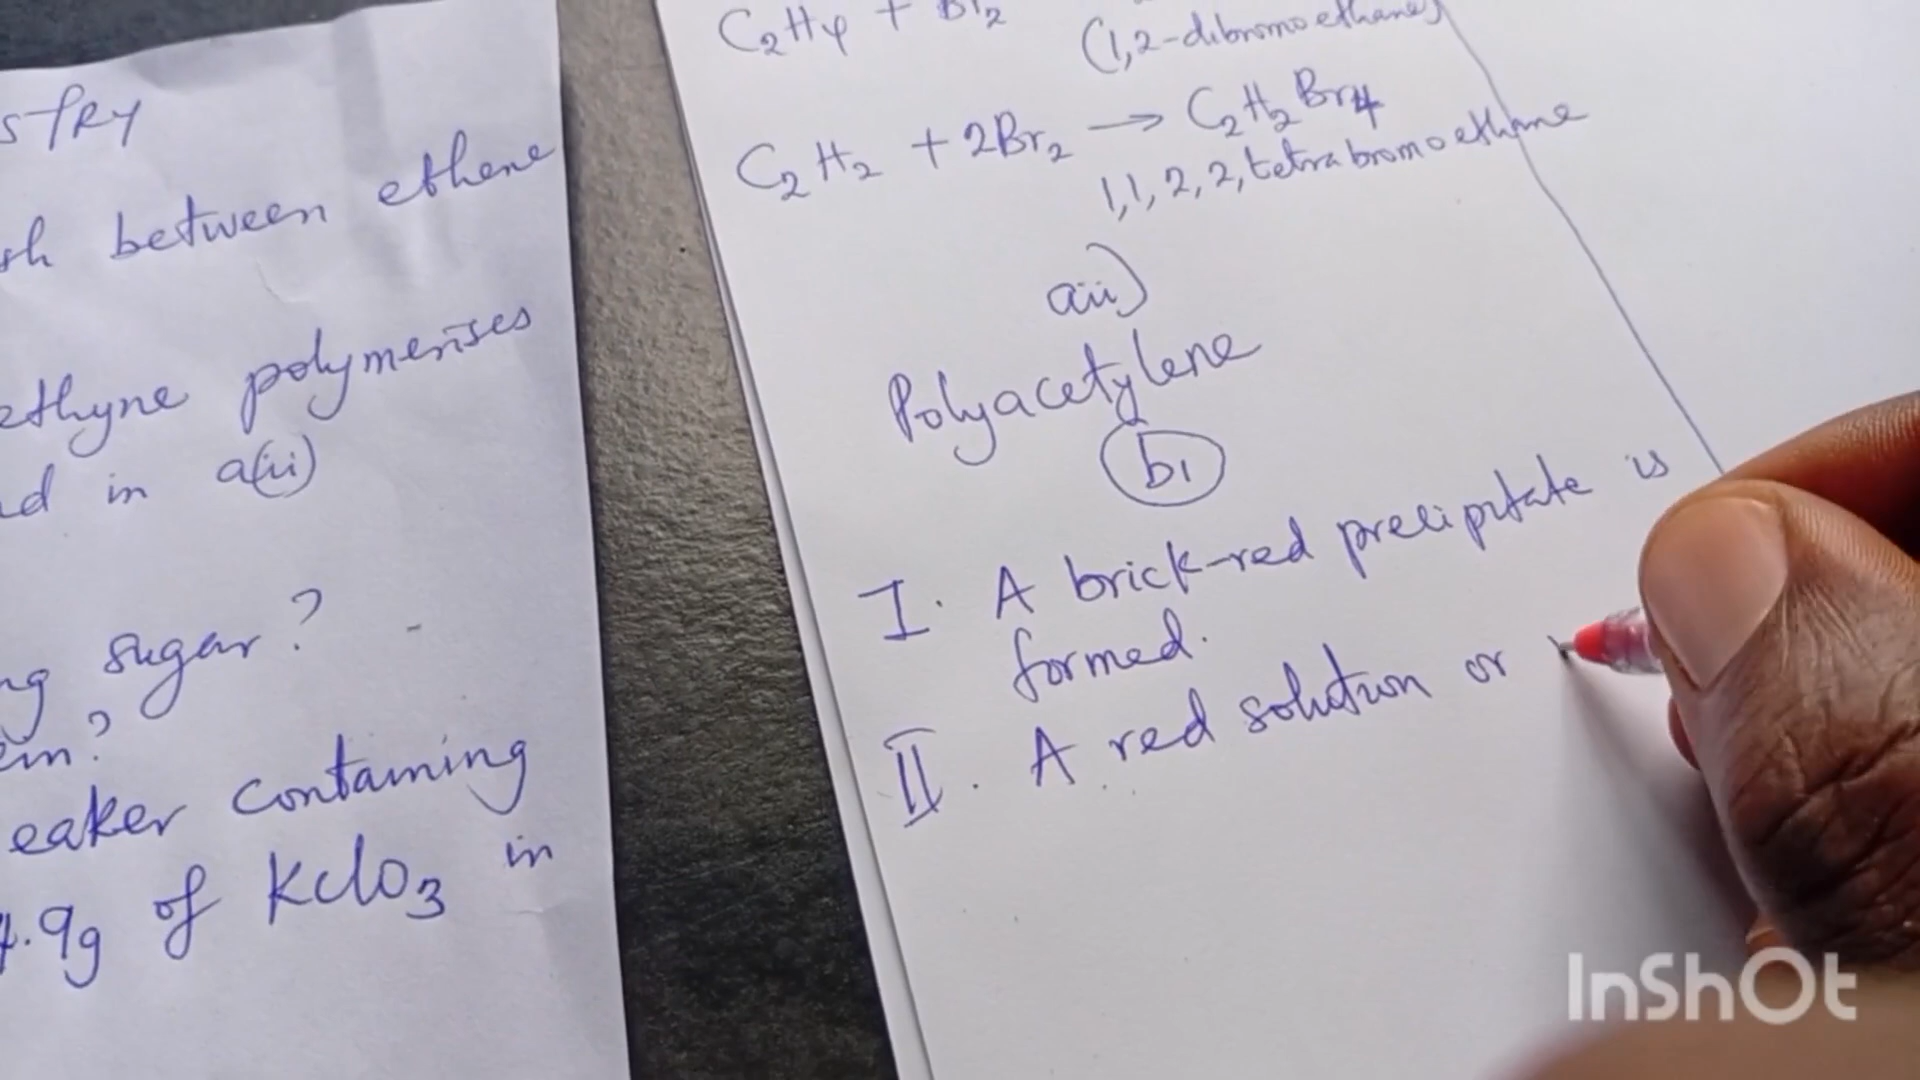 STRY
sh between ethene
ethyne polymerises
in a(ii)
sugar?
eaker containing
4.9g of KClO3 in
C2H4 + Br2
(1,2-dibromoethane)
C2H2 + 2Br2 → C2H2Br4
1,1,2,2, tetrabromoethane
aii)
Polyacetylene
b1
I. A brick-red precipitate is
formed.
II. A red solution or
InShOt